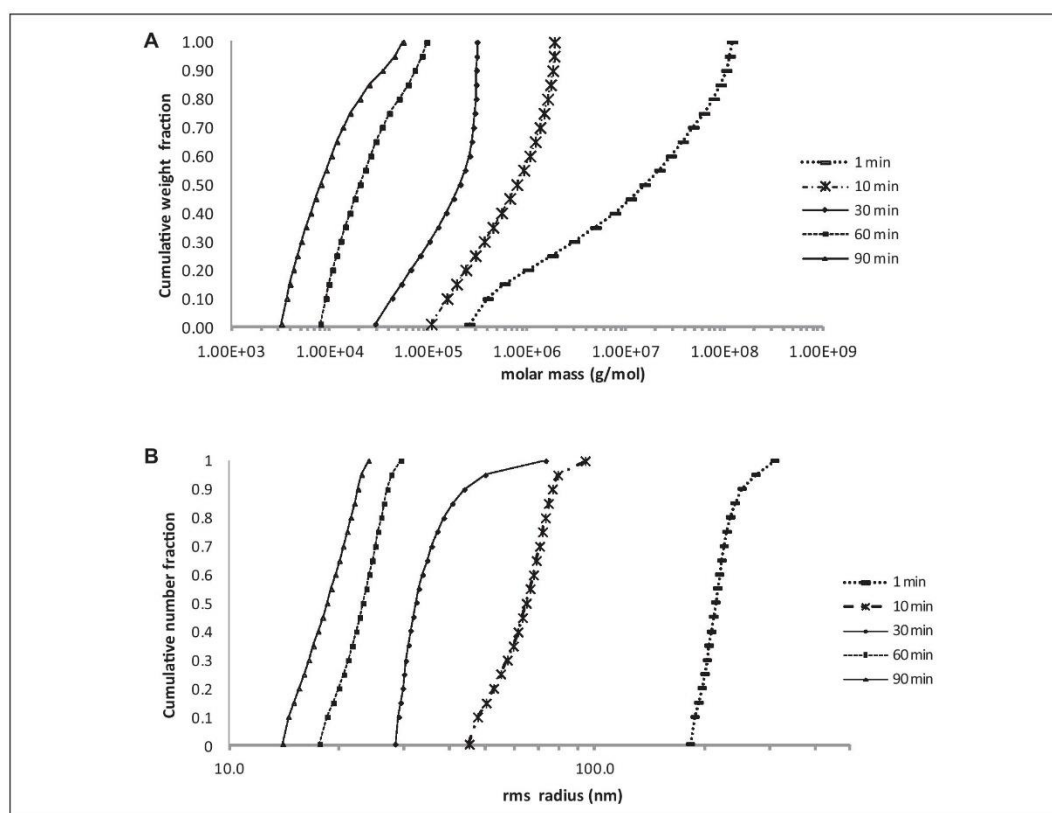 A
1.00
0.90
0.80
0.70
0.60
0.50
0.40
0.30
0.20
0.10
0.00
Cumulative weight fraction
1.00E+03 1.00E+04 1.00E+05 1.00E+06 1.00E+07 1.00E+08 1.00E+09
molar mass (g/mol)
1 min
10 min
30 min
60 min
90 min
B
1
0.9
0.8
0.7
0.6
0.5
0.4
0.3
0.2
0.1
0
Cumulative number fraction
10.0 100.0
rms radius (nm)
1 min
10 min
30 min
60 min
90 min